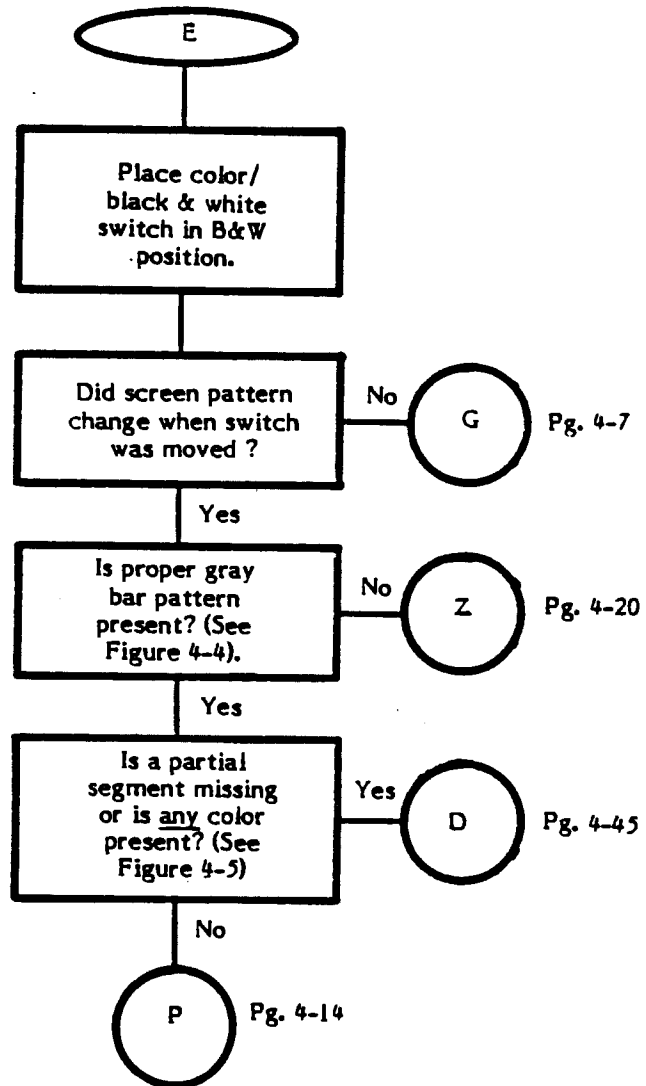 E
Place color/
black & white
switch in B&W
position.
Did screen pattern
change when switch
was moved ?
No
G
Pg. 4-7
Yes
Is proper gray
bar pattern
present? (See
Figure 4-4).
No
Z
Pg. 4-20
Yes
Is a partial
segment missing
or is any color
present? (See
Figure 4-5)
Yes
D
Pg. 4-45
No
P
Pg. 4-14